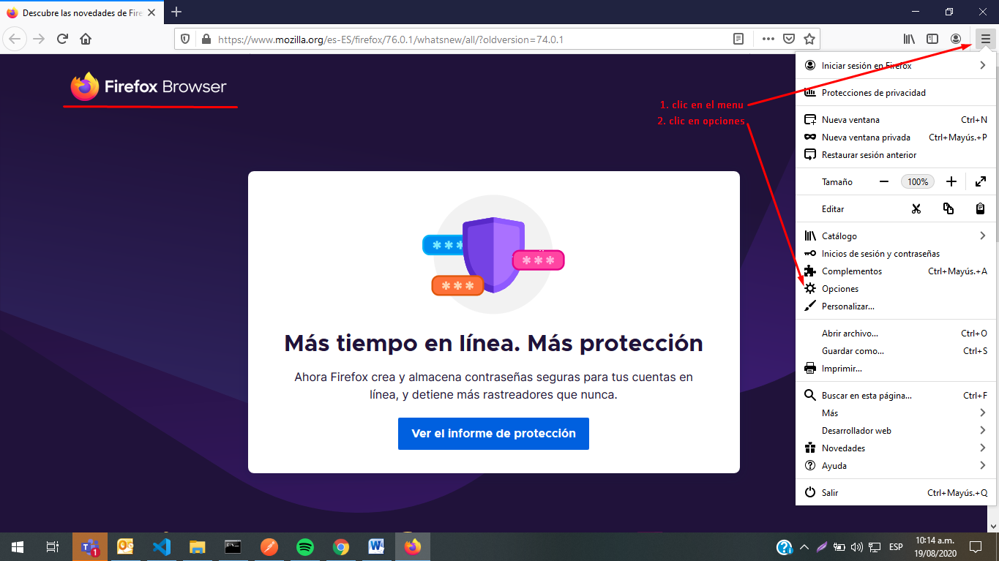 Descubre las novedades de Fire
https://www.mozilla.org/es-ES/firefox/76.0.1/whatsnew/all/?oldversion=74.0.1
Firefox Browser
1. clic en el menu
2. clic en opciones
***
***
***
Más tiempo en línea. Más protección
Ahora Firefox crea y almacena contraseñas seguras para tus cuentas en
línea, y detiene más rastreadores que nunca.
Ver el informe de protección
Iniciar sesión en Firefox
Protecciones de privacidad
Nueva ventana Ctrl+N
Nueva ventana privada Ctrl+Mayús.+P
Restaurar sesión anterior
Tamaño 100%
Editar
Catálogo
Inicios de sesión y contraseñas
Complementos Ctrl+Mayús.+A
Opciones
Personalizar...
Abrir archivo... Ctrl+O
Guardar como... Ctrl+S
Imprimir...
Buscar en esta página... Ctrl+F
Más
Desarrollador web
Novedades
Ayuda
Salir Ctrl+Mayús.+Q
1
ESP
10:14 a.m.
19/08/2020